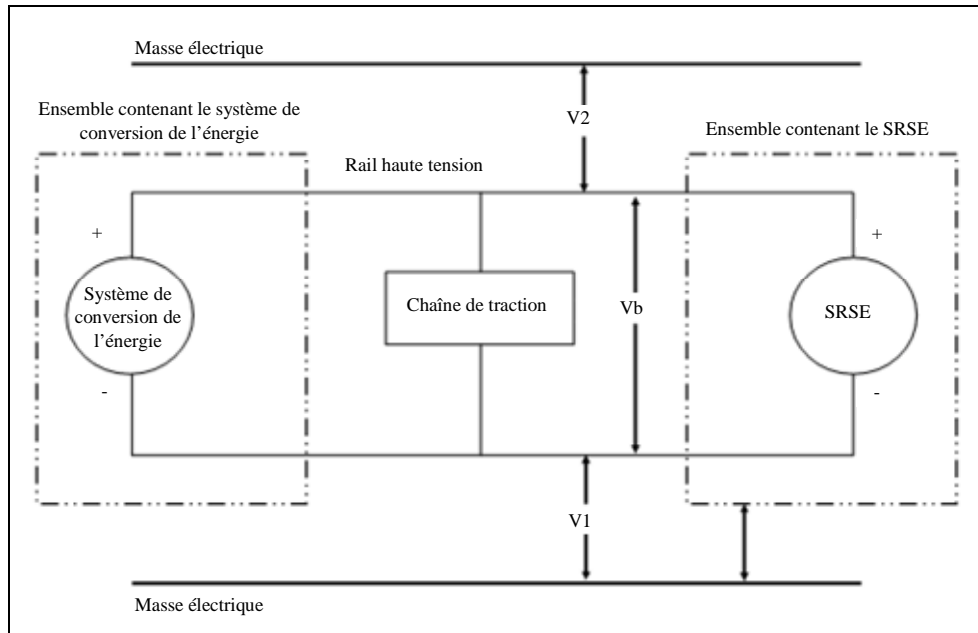 Masse électrique
Ensemble contenant le système de
conversion de l'énergie
V2
Ensemble contenant le SRSE
Rail haute tension
+
+
Système de
conversion de
l'énergie
Chaîne de traction
Vb
SRSE
-
-
V1
Masse électrique